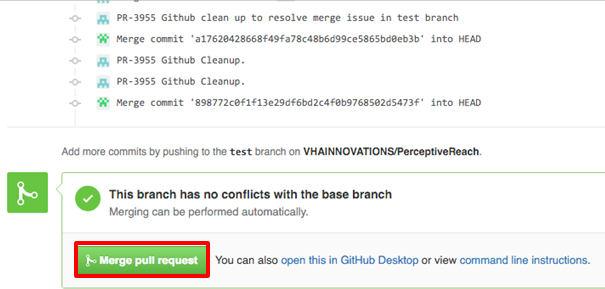 PR-3955 Github clean up to resolve merge issue in test branch
Merge commit 'a17620428668f49fa78c48b6d99ce5865bd0eb3b' into HEAD
PR-3955 Github Cleanup.
PR-3955 Github Cleanup.
Merge commit '898772c0f1f13e29df6bd2c4f0b9768502d5473f' into HEAD
Add more commits by pushing to the test branch on VHAINNOVATIONS/PerceptiveReach.
This branch has no conflicts with the base branch
Merging can be performed automatically.
Merge pull request You can also open this in GitHub Desktop or view command line instructions.